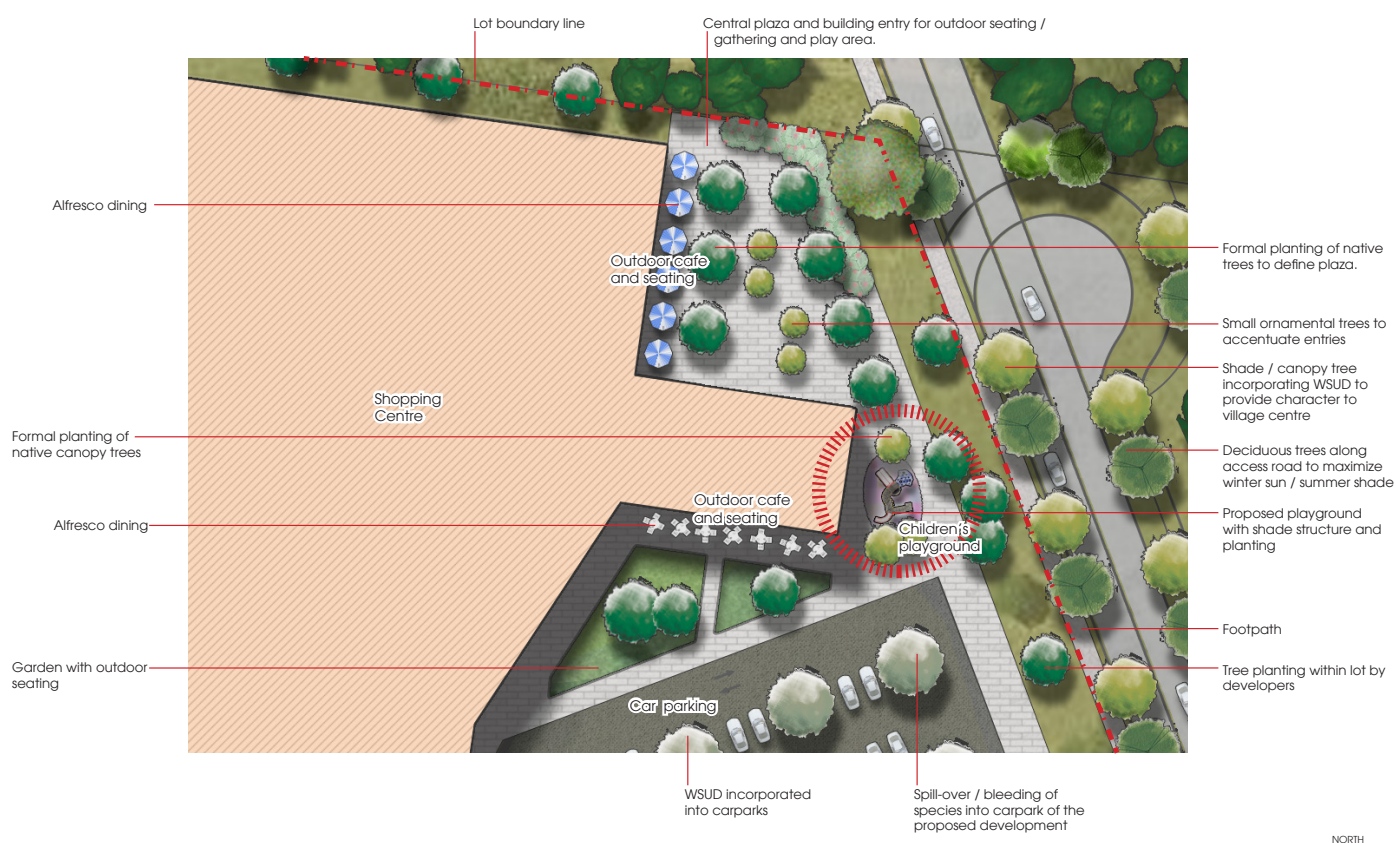 Lot boundary line
Central plaza and building entry for outdoor seating /
gathering and play area.
Alfresco dining
Outdoor cafe
and seating
Formal planting of native
trees to define plaza.
Small ornamental trees to
accentuate entries
Shade / canopy tree
incorporating WSUD to
provide character to
village centre
Shopping
Centre
Formal planting of
native canopy trees
Deciduous trees along
access road to maximize
winter sun / summer shade
Alfresco dining
Outdoor cafe
and seating
Children's
playground
Proposed playground
with shade structure and
planting
Footpath
Garden with outdoor
seating
Tree planting within lot by
developers
Car parking
WSUD incorporated
into carparks
Spill-over / bleeding of
species into carpark of the
proposed development
NORTH